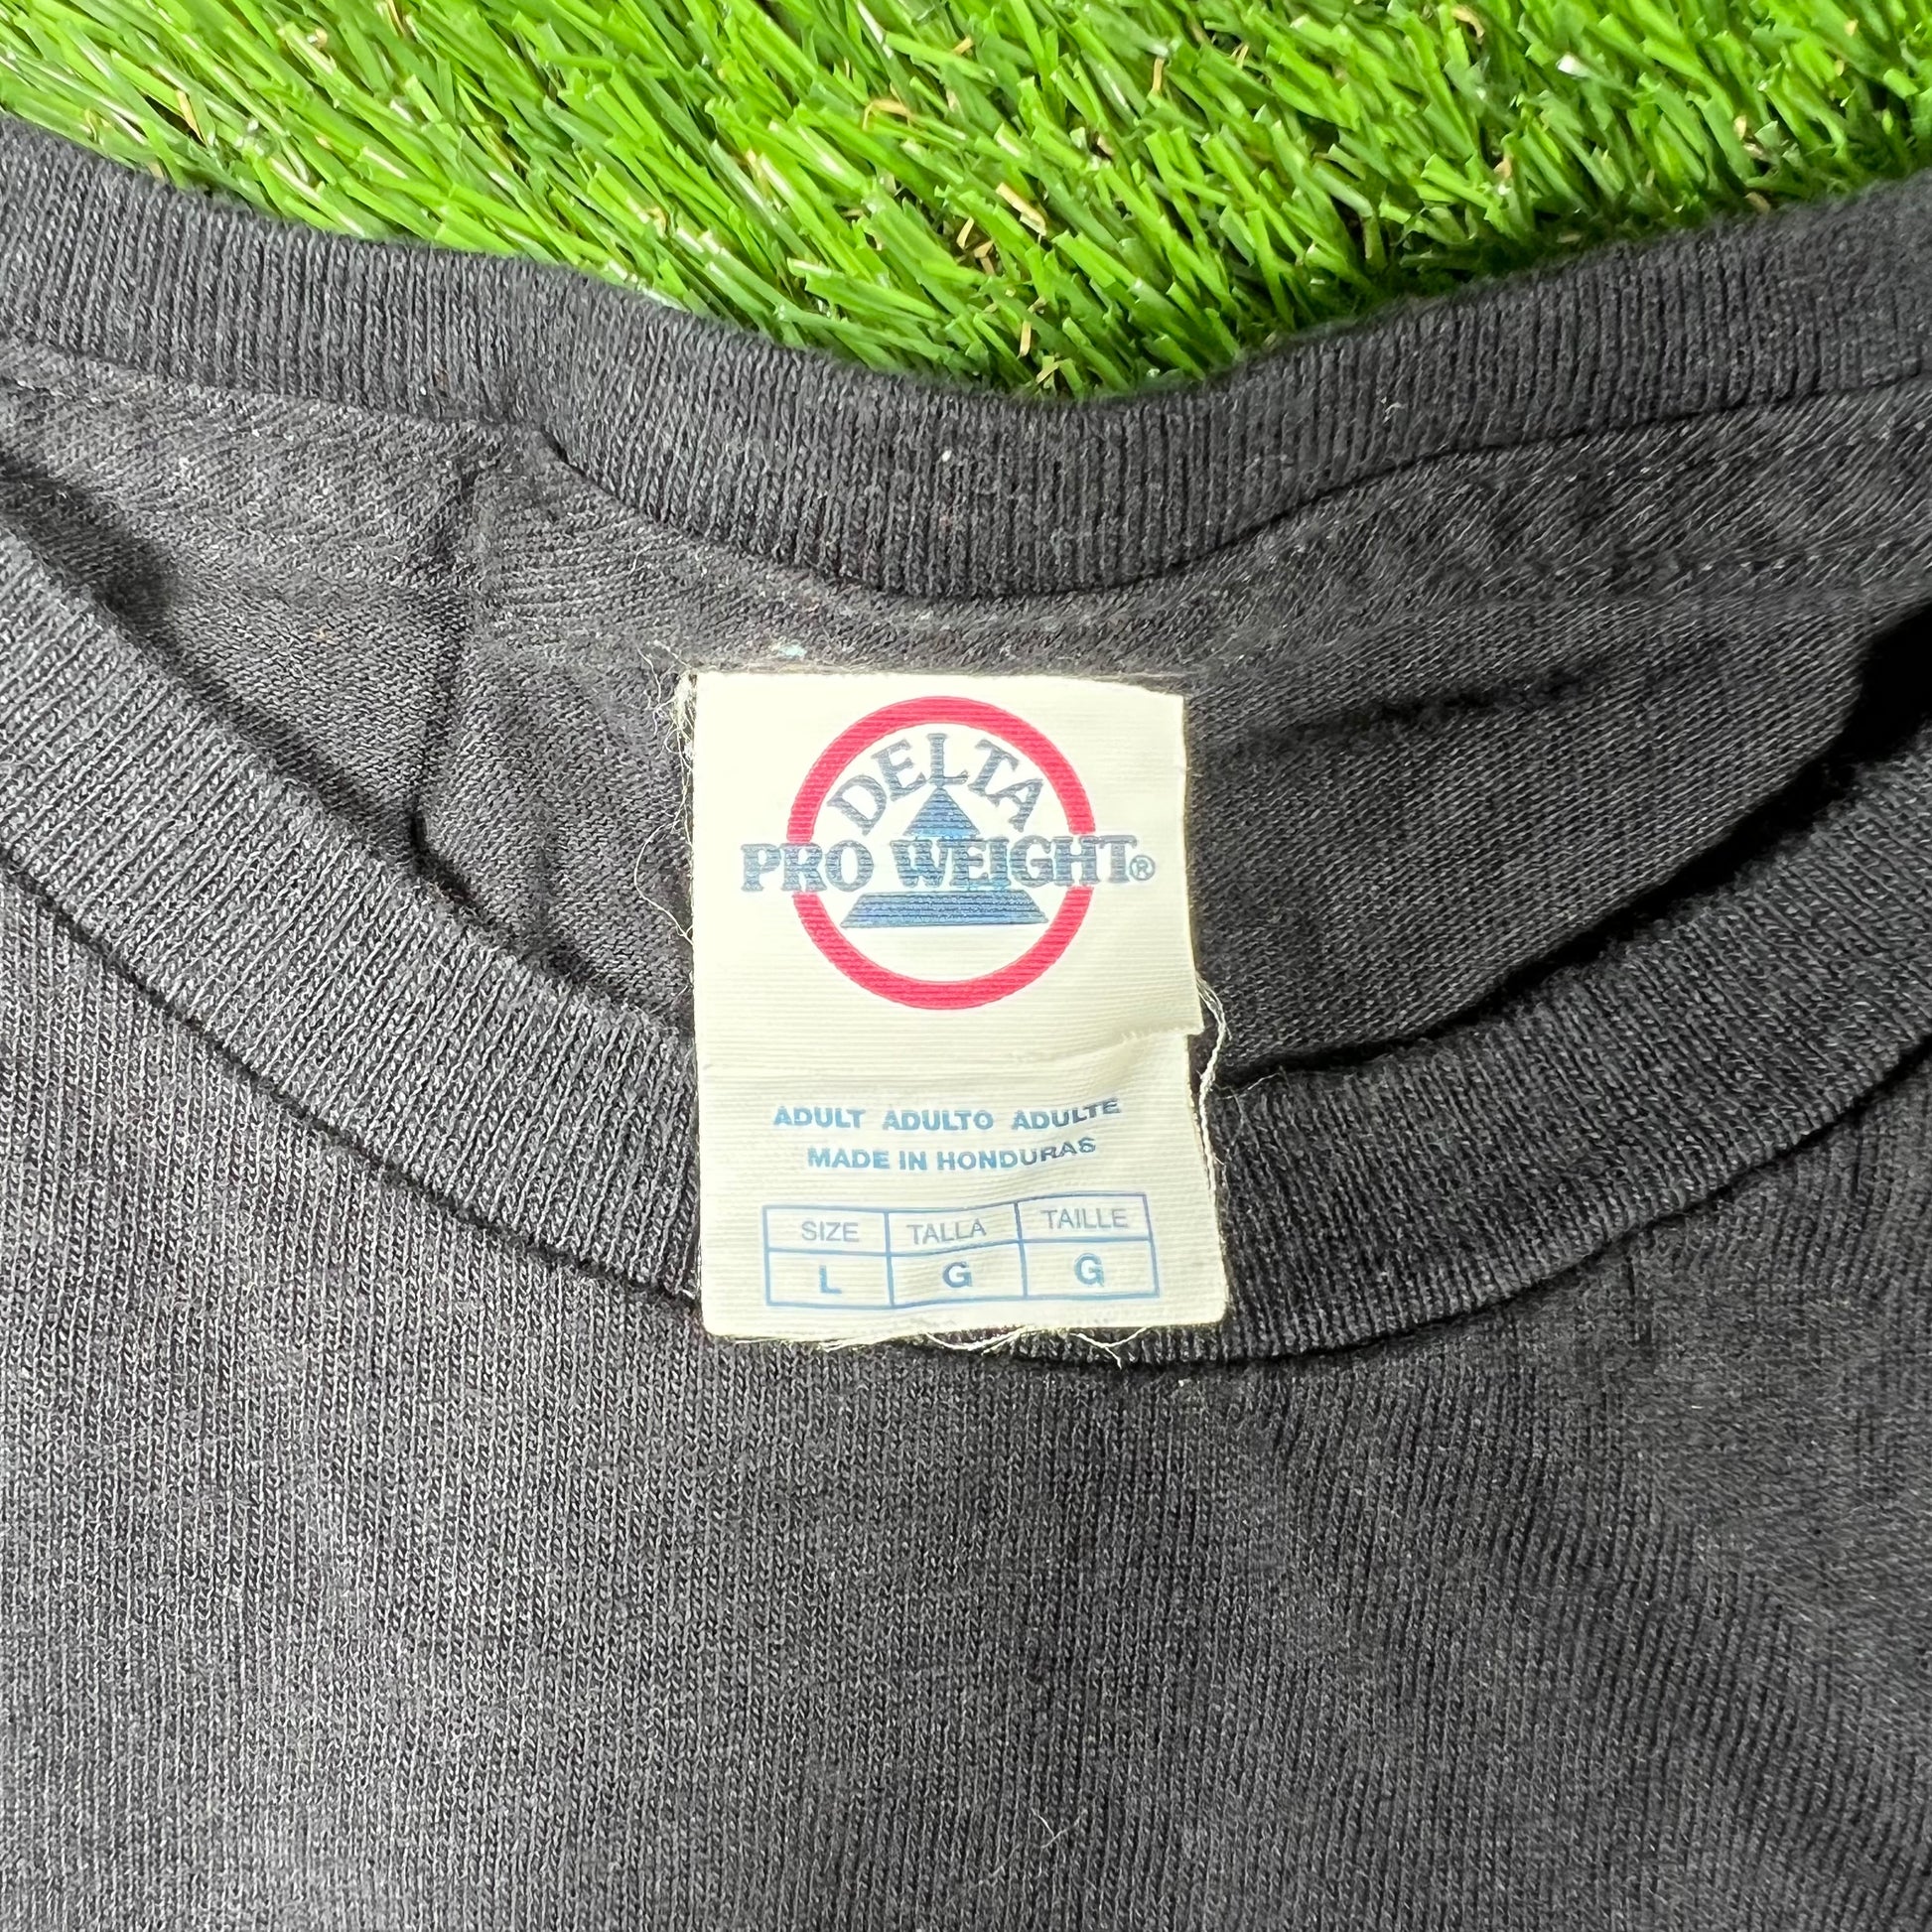 DELTA
PRO WEIGHT®
ADULT ADULTO ADULTE
MADE IN HONDURAS
SIZE TALLA TAILLE
L G G